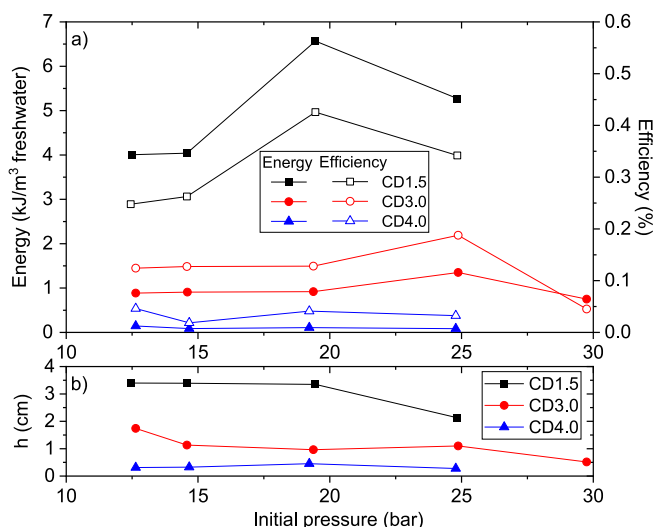 a)
Energy (kJ/m³ freshwater)
7
6
5
4
3
2
1
0
Efficiency (%)
0.6
0.5
0.4
0.3
0.2
0.1
0.0
Energy Efficiency
CD1.5
CD3.0
CD4.0
10 15 20 25 30
b)
h (cm)
4
3
2
1
0
CD1.5
CD3.0
CD4.0
10 15 20 25 30
Initial pressure (bar)